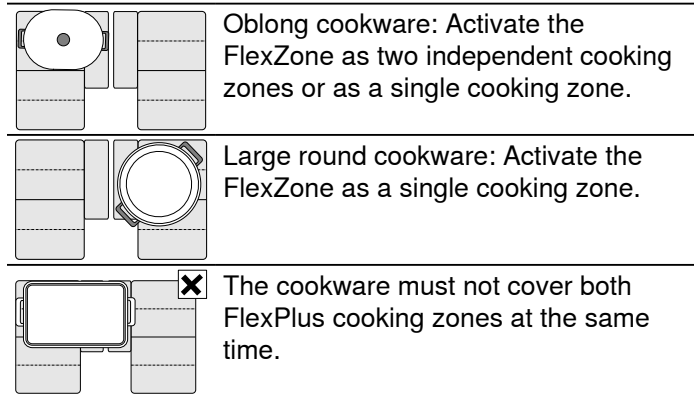 Oblong cookware: Activate the
FlexZone as two independent cooking
zones or as a single cooking zone.
Large round cookware: Activate the
FlexZone as a single cooking zone.
The cookware must not cover both
FlexPlus cooking zones at the same
time.